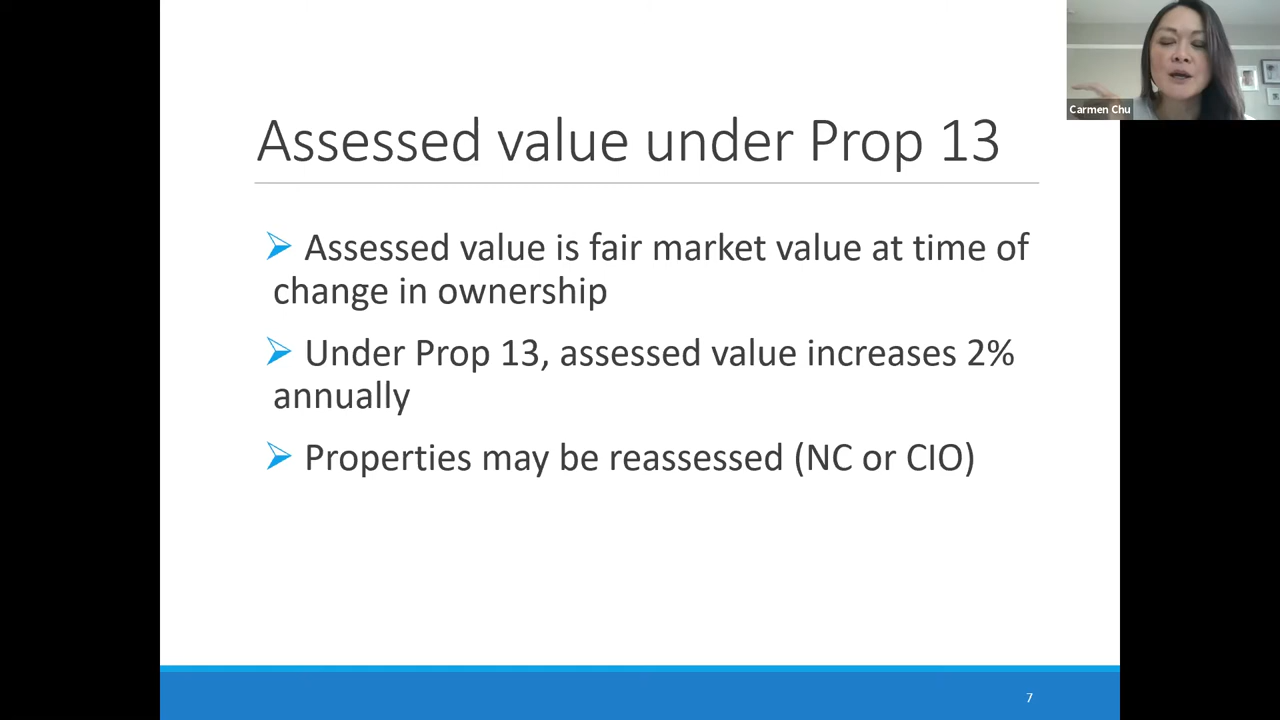 Carmen Chu
Assessed value under Prop 13
➢ Assessed value is fair market value at time of
change in ownership
➢ Under Prop 13, assessed value increases 2%
annually
➢ Properties may be reassessed (NC or CIO)
7